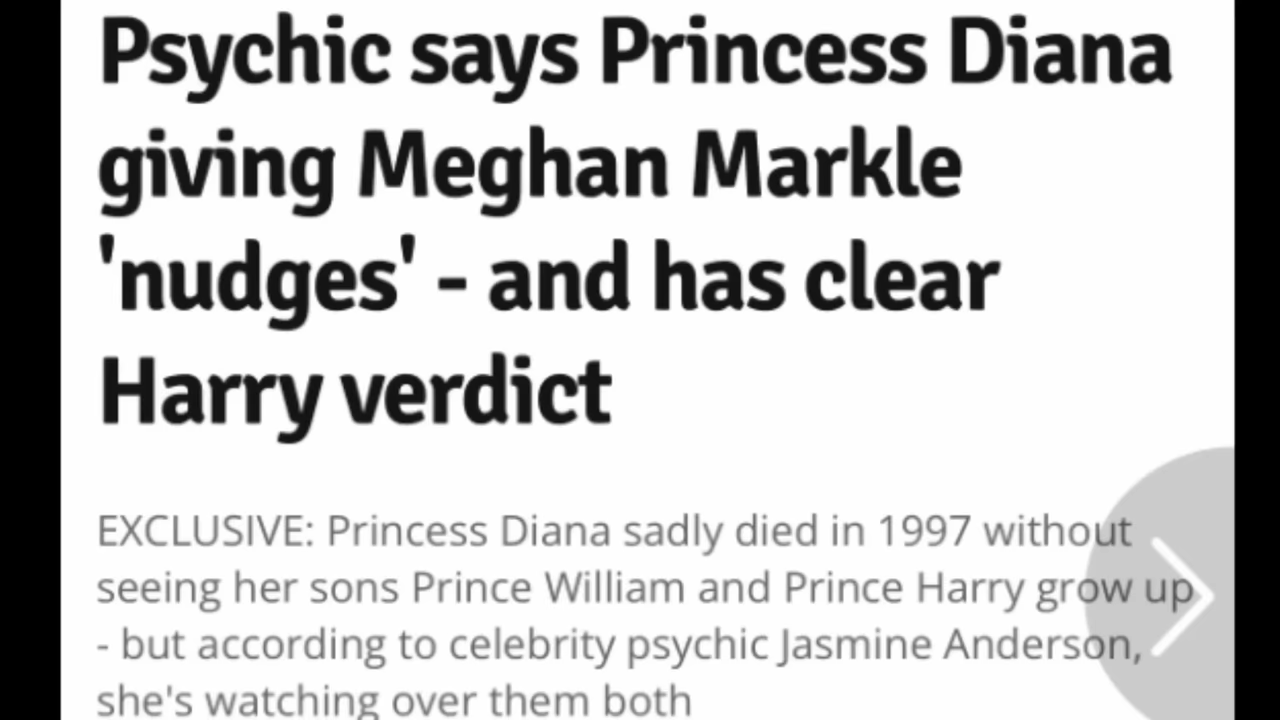 Psychic says Princess Diana
giving Meghan Markle
'nudges' - and has clear
Harry verdict
EXCLUSIVE: Princess Diana sadly died in 1997 without
seeing her sons Prince William and Prince Harry grow up
- but according to celebrity psychic Jasmine Anderson,
she's watching over them both